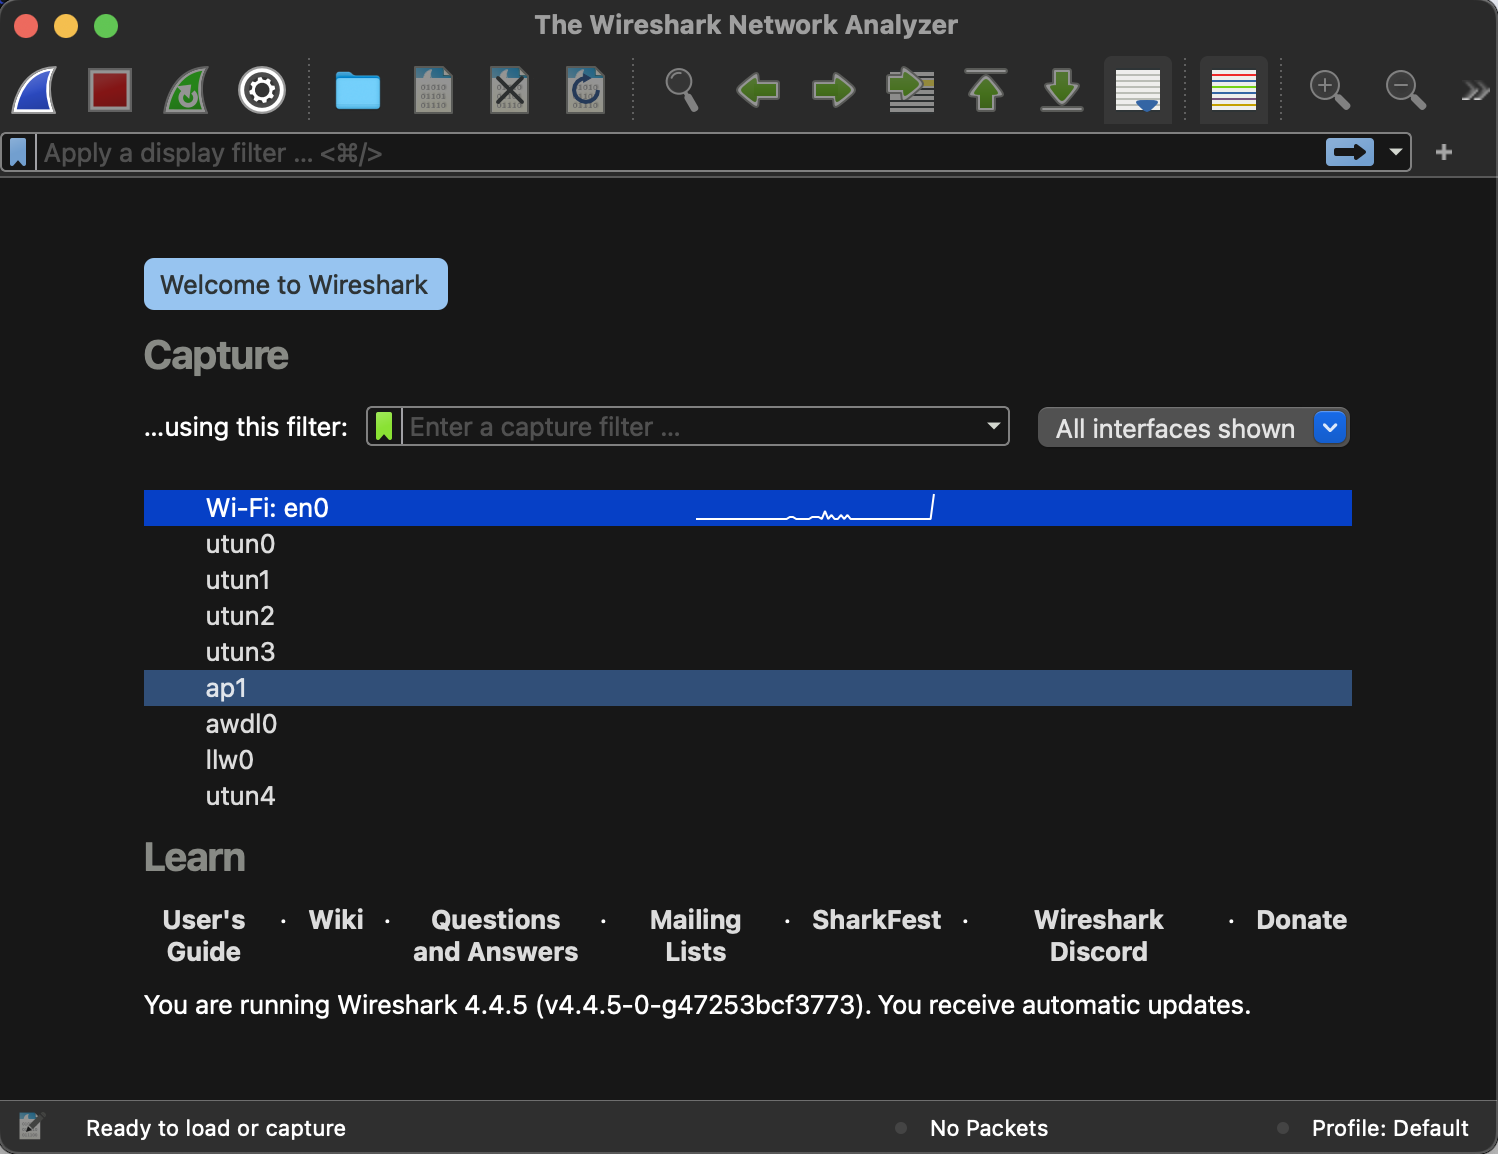 The Wireshark Network Analyzer
Apply a display filter ... <⌘/>
Welcome to Wireshark
Capture
...using this filter:
Enter a capture filter ...
All interfaces shown
Wi-Fi: en0
utun0
utun1
utun2
utun3
ap1
awdl0
llw0
utun4
Learn
User's Guide · Wiki · Questions and Answers · Mailing Lists · SharkFest · Wireshark Discord · Donate
You are running Wireshark 4.4.5 (v4.4.5-0-g47253bcf3773). You receive automatic updates.
Ready to load or capture
No Packets
Profile: Default